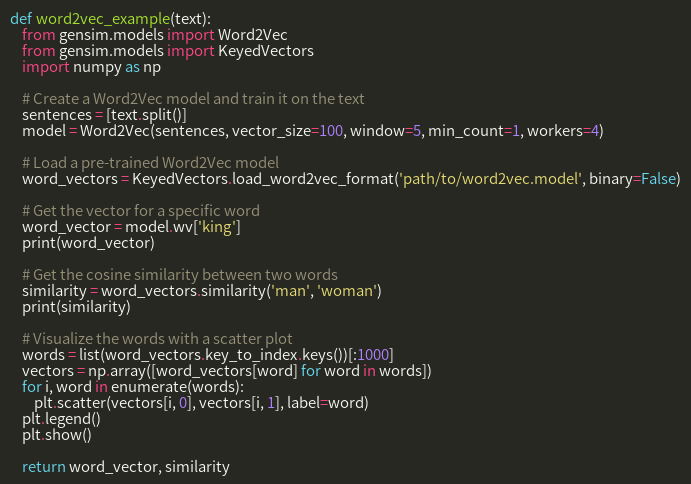 def word2vec_example(text):
    from gensim.models import Word2Vec
    from gensim.models import KeyedVectors
    import numpy as np

    # Create a Word2Vec model and train it on the text
    sentences = [text.split()]
    model = Word2Vec(sentences, vector_size=100, window=5, min_count=1, workers=4)

    # Load a pre-trained Word2Vec model
    word_vectors = KeyedVectors.load_word2vec_format('path/to/word2vec.model', binary=False)

    # Get the vector for a specific word
    word_vector = model.wv['king']
    print(word_vector)

    # Get the cosine similarity between two words
    similarity = word_vectors.similarity('man', 'woman')
    print(similarity)

    # Visualize the words with a scatter plot
    words = list(word_vectors.key_to_index.keys())[:1000]
    vectors = np.array([word_vectors[word] for word in words])
    for i, word in enumerate(words):
        plt.scatter(vectors[i, 0], vectors[i, 1], label=word)
    plt.legend()
    plt.show()

    return word_vector, similarity